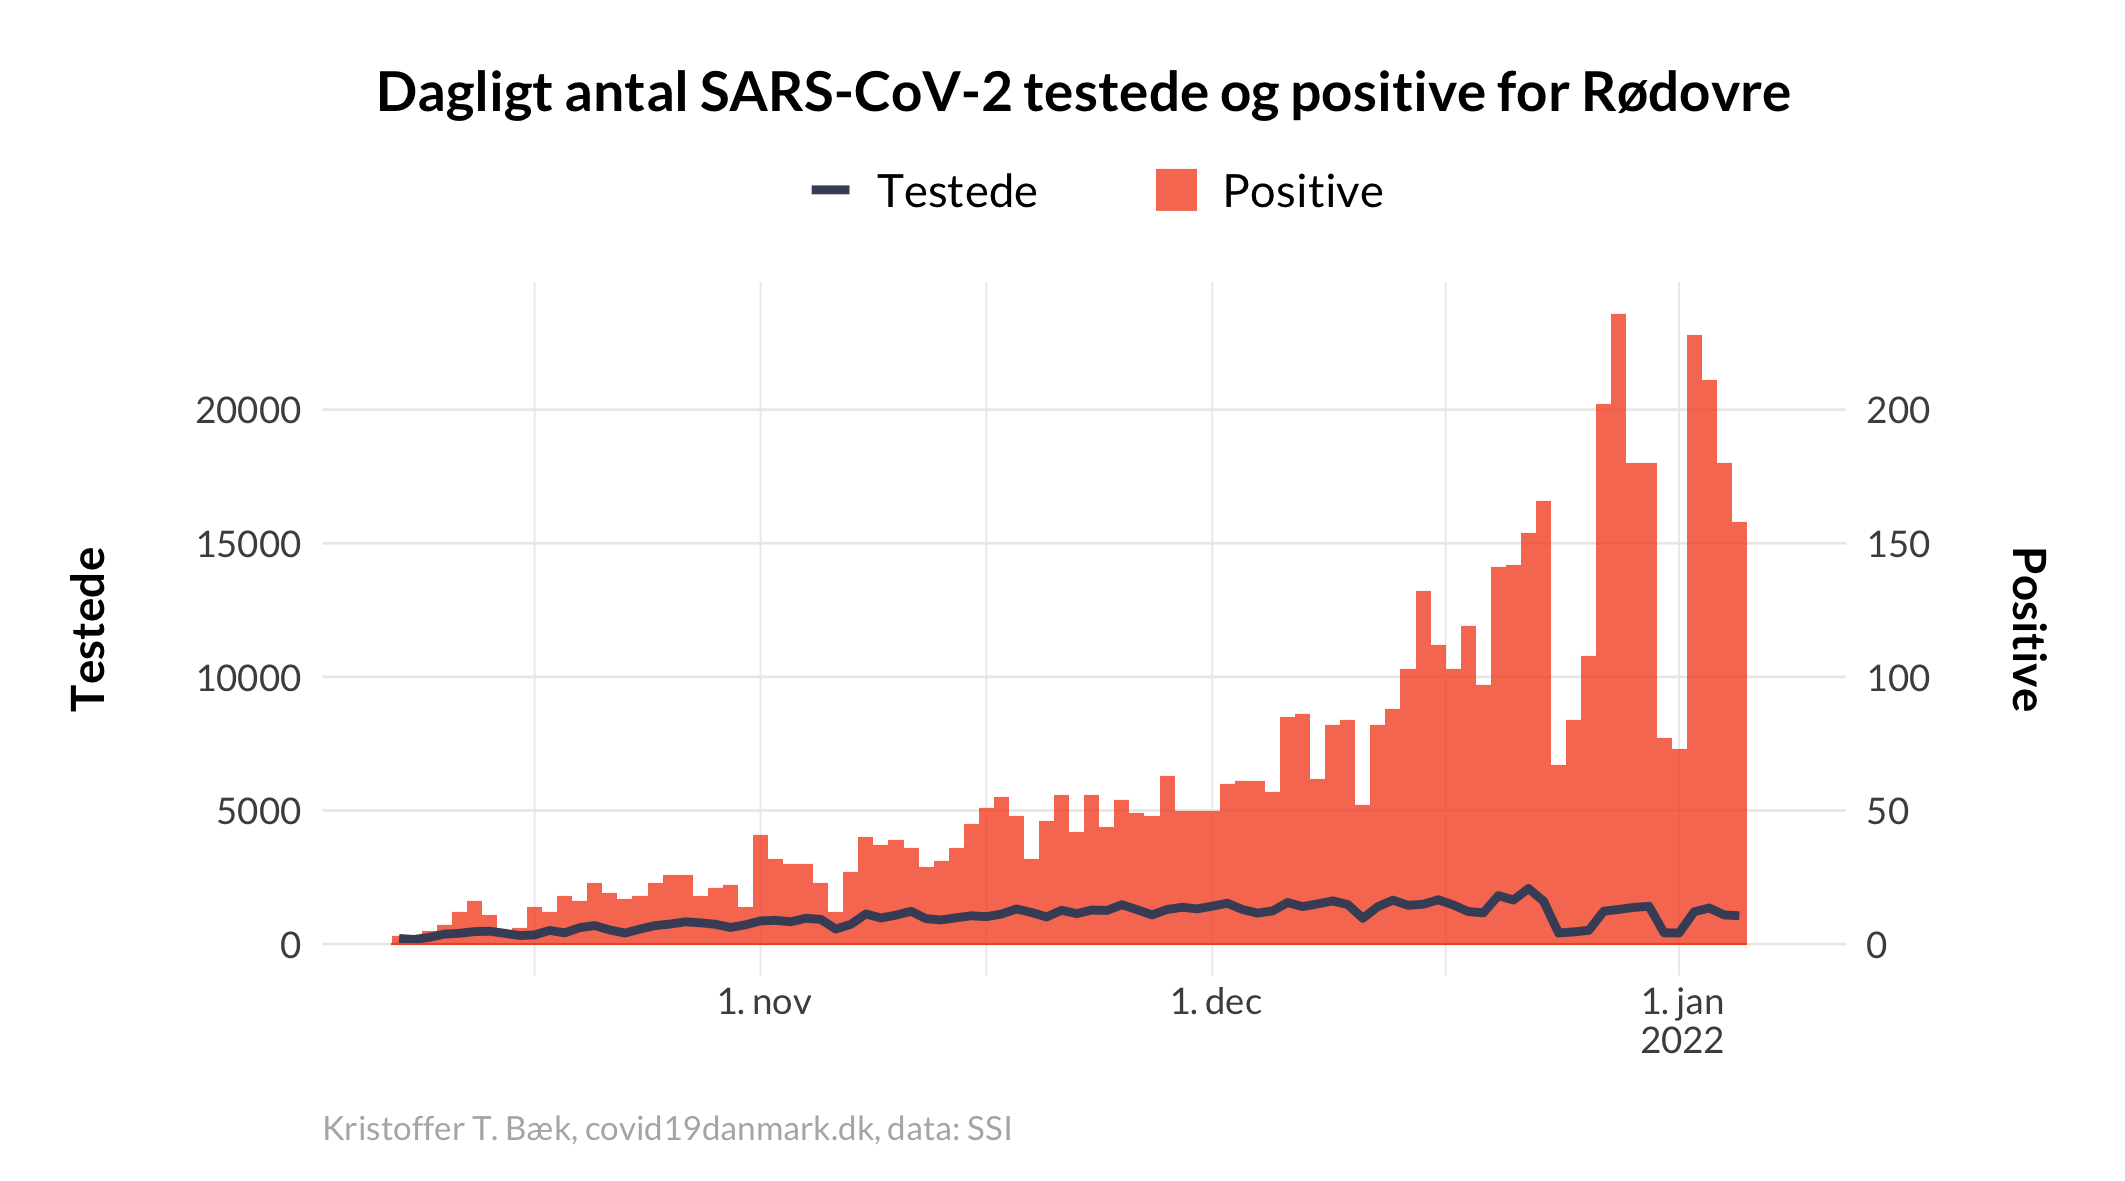 Dagligt antal SARS-CoV-2 testede og positive for Rødovre
Testede
Positive
20000
15000
10000
5000
0
200
150
100
50
0
Testede
Positive
1. nov
1. dec
1. jan
2022
Kristoffer T. Bæk, covid19danmark.dk, data: SSI